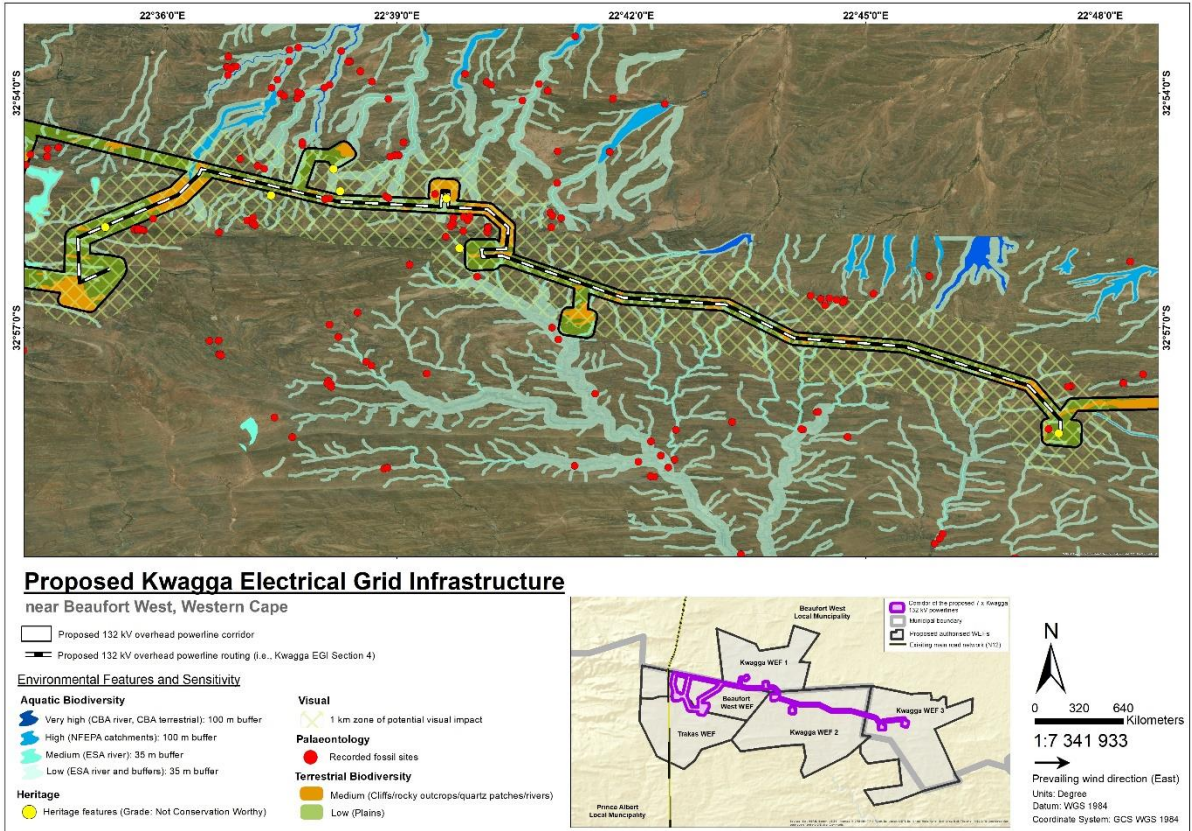 22°36'0"E 22°39'0"E 22°42'0"E 22°45'0"E 22°48'0"E
32°54'0"S 32°54'0"S
32°57'0"S 32°57'0"S
Proposed Kwagga Electrical Grid Infrastructure
near Beaufort West, Western Cape
Proposed 132 kV overhead powerline corridor
Proposed 132 kV overhead powerline routing (i.e., Kwagga EGI Section 4)
Environmental Features and Sensitivity
Aquatic Biodiversity
Very high (CBA river, CBA terrestrial): 100 m buffer
High (NFEPA catchments): 100 m buffer
Medium (ESA river): 35 m buffer
Low (ESA river and buffers): 35 m buffer
Heritage
Heritage features (Grade: Not Conservation Worthy)
Visual
1 km zone of potential visual impact
Palaeontology
Recorded fossil sites
Terrestrial Biodiversity
Medium (Cliffs/rocky outcrops/quartz patches/rivers)
Low (Plains)
Beaufort West
Local Municipality
Corridor of the proposed 7 x Kwagga
132 kV powerlines
Municipal boundary
Proposed authorised WEFs
Existing main road network (N12)
Kwagga WEF 1
Beaufort
West WEF
Kwagga WEF 3
Trakas WEF
Kwagga WEF 2
Prince Albert
Local Municipality
N
0 320 640
Kilometers
1:7 341 933
Prevailing wind direction (East)
Units: Degree
Datum: WGS 1984
Coordinate System: GCS WGS 1984